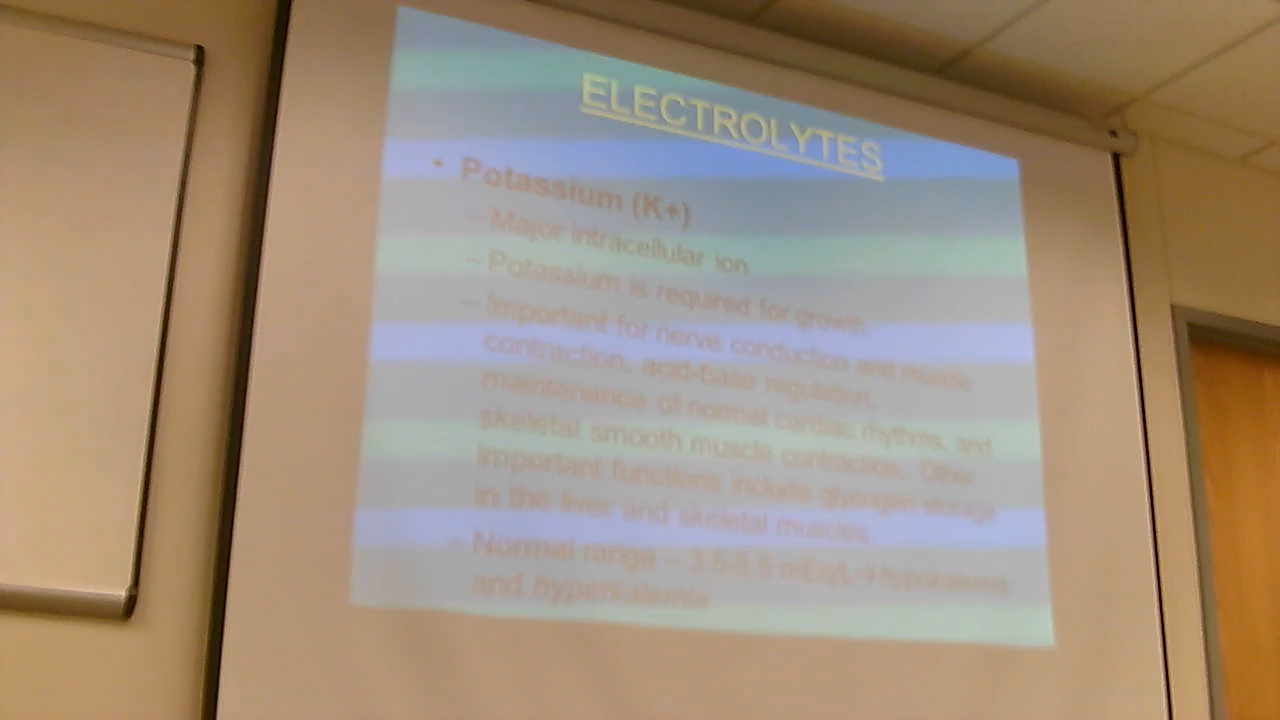 ELECTROLYTES
• Potassium (K+)
– Major intracellular ion
– Potassium is required for growth.
– Important for nerve conduction and muscle
contraction, acid-base regulation,
maintenance of normal cardiac rhythms, and
skeletal smooth muscle contraction. Other
important functions include glycogen storage
in the liver and skeletal muscles.
– Normal range – mEq/L → hypokalemia
and hyperkalemia